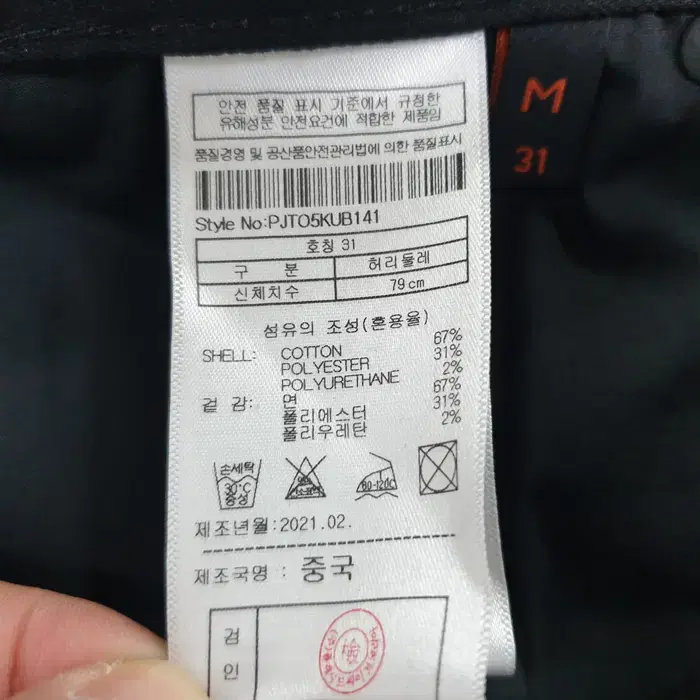 안전 품질 표시 기준에서 규정한
유해성분 안전요건에 적합한 제품임
품질경영 및 공산품안전관리법에 의한 품질표시
Style No:PJT05KUB141
호칭 31
구 분 허리둘레
신체치수 79cm
섬유의 조성(혼용율)
SHELL: COTTON 67%
POLYESTER 31%
POLYURETHANE 2%
겉 감: 면 67%
폴리에스터 31%
폴리우레탄 2%
손세탁
30℃
중성
80-120℃
제조년월:2021.02.
제조국명 : 중국
검
인
M
31